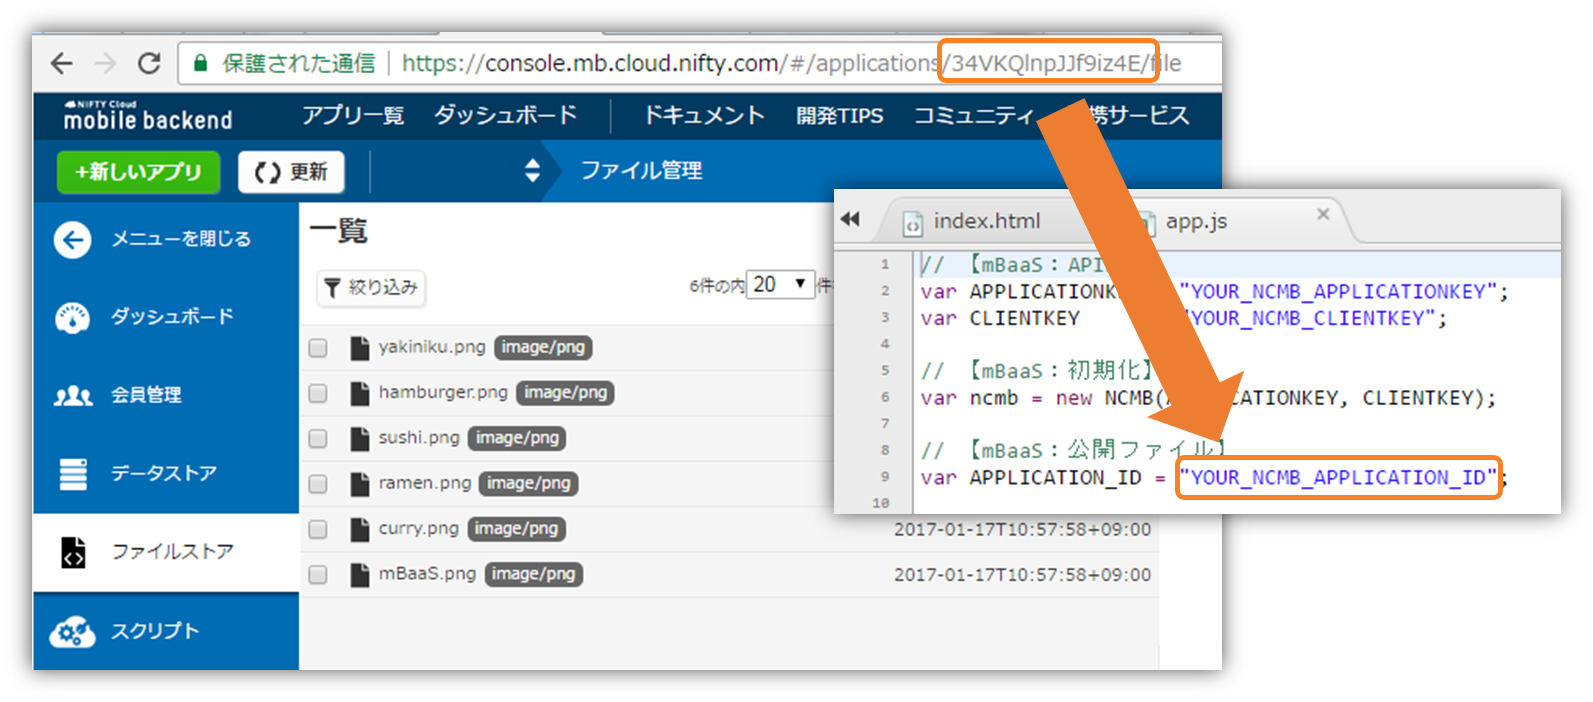 保護された通信 | https://console.mb.cloud.nifty.com/#/applications/34VKQlnpJJf9iz4E/file
NIFTY Cloud
mobile backend
アプリ一覧 ダッシュボード ドキュメント 開発TIPS コミュニティ 携サービス
+新しいアプリ 更新 ファイル管理
メニューを閉じる
ダッシュボード
会員管理
データストア
ファイルストア
スクリプト
一覧
絞り込み 6件の内 20 件
yakiniku.png image/png
hamburger.png image/png
sushi.png image/png
ramen.png image/png
curry.png image/png 2017-01-17T10:57:58+09:00
mBaaS.png image/png 2017-01-17T10:57:58+09:00
index.html app.js
1 // 【mBaaS：API
2 var APPLICATIONK "YOUR_NCMB_APPLICATIONKEY";
3 var CLIENTKEY "YOUR_NCMB_CLIENTKEY";
4
5 // 【mBaaS：初期化】
6 var ncmb = new NCMB( CATIONKEY, CLIENTKEY);
7
8 // 【mBaaS：公開ファイル】
9 var APPLICATION_ID = "YOUR_NCMB_APPLICATION_ID";
10